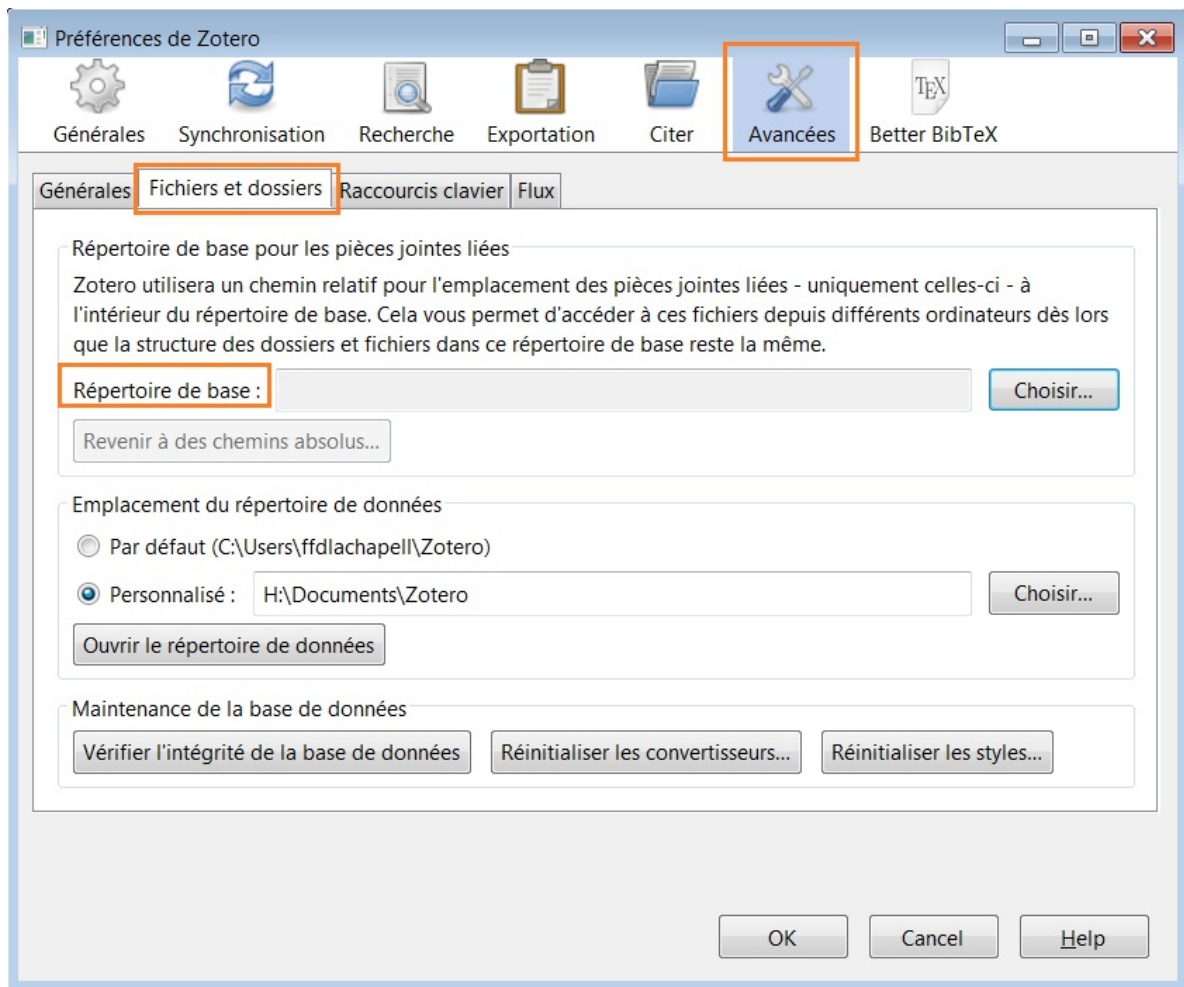 Préférences de Zotero
Générales Synchronisation Recherche Exportation Citer Avancées TEX Better BibTeX
Générales Fichiers et dossiers Raccourcis clavier Flux
Répertoire de base pour les pièces jointes liées
Zotero utilisera un chemin relatif pour l'emplacement des pièces jointes liées - uniquement celles-ci - à
l'intérieur du répertoire de base. Cela vous permet d'accéder à ces fichiers depuis différents ordinateurs dès lors
que la structure des dossiers et fichiers dans ce répertoire de base reste la même.
Répertoire de base : Choisir...
Revenir à des chemins absolus...
Emplacement du répertoire de données
Par défaut (C:\Users\ffdlachapell\Zotero)
Personnalisé : H:\Documents\Zotero Choisir...
Ouvrir le répertoire de données
Maintenance de la base de données
Vérifier l'intégrité de la base de données Réinitialiser les convertisseurs... Réinitialiser les styles...
OK Cancel Help